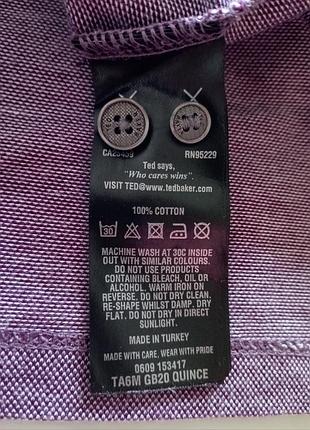 CA25439 RN95229
Ted says,
"Who cares wins".
VISIT TED@www.tedbaker.com
100% COTTON
30
MACHINE WASH AT 30C INSIDE
OUT WITH SIMILAR COLOURS.
DO NOT USE PRODUCTS
CONTAINING BLEACH, OIL OR
ALCOHOL. WARM IRON ON
REVERSE. DO NOT DRY CLEAN.
RE-SHAPE WHILST DAMP. DRY
FLAT. DO NOT DRY IN DIRECT
SUNLIGHT.
MADE IN TURKEY
MADE WITH CARE, WEAR WITH PRIDE
0609 153417
TA6M GB20 QUINCE